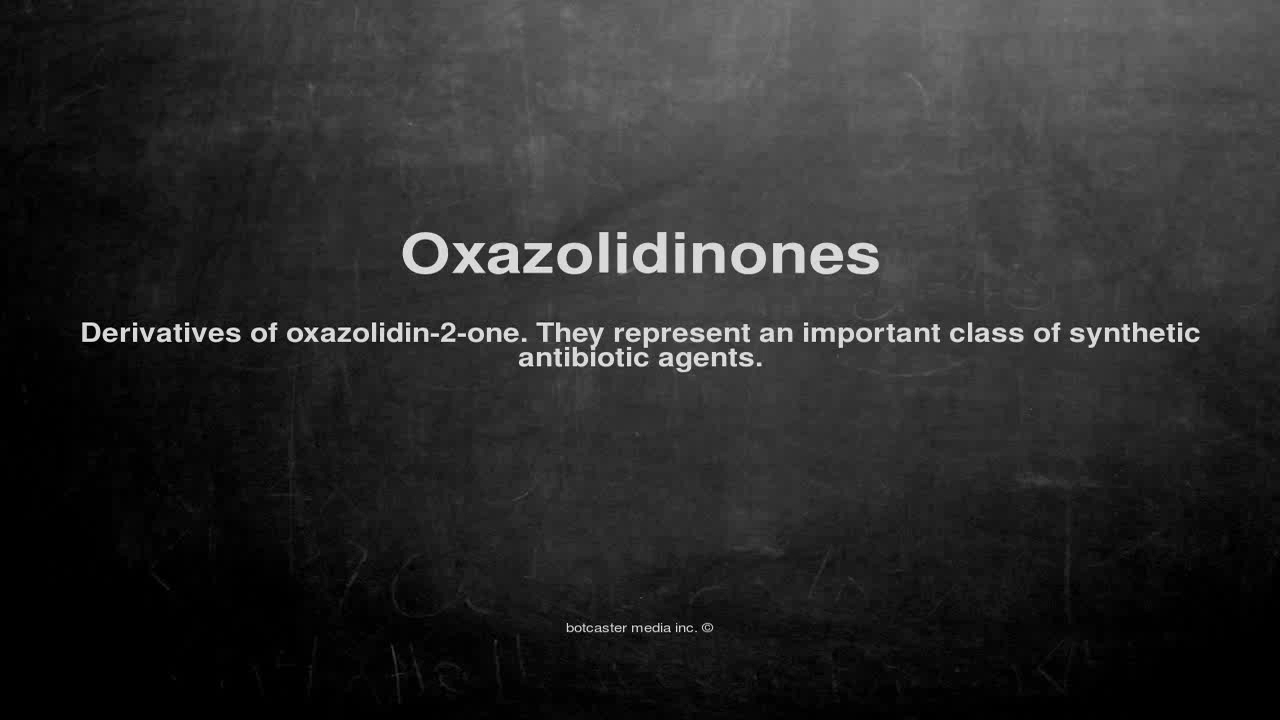 Oxazolidinones
Derivatives of oxazolidin-2-one. They represent an important class of synthetic
antibiotic agents.
botcaster media inc. ©